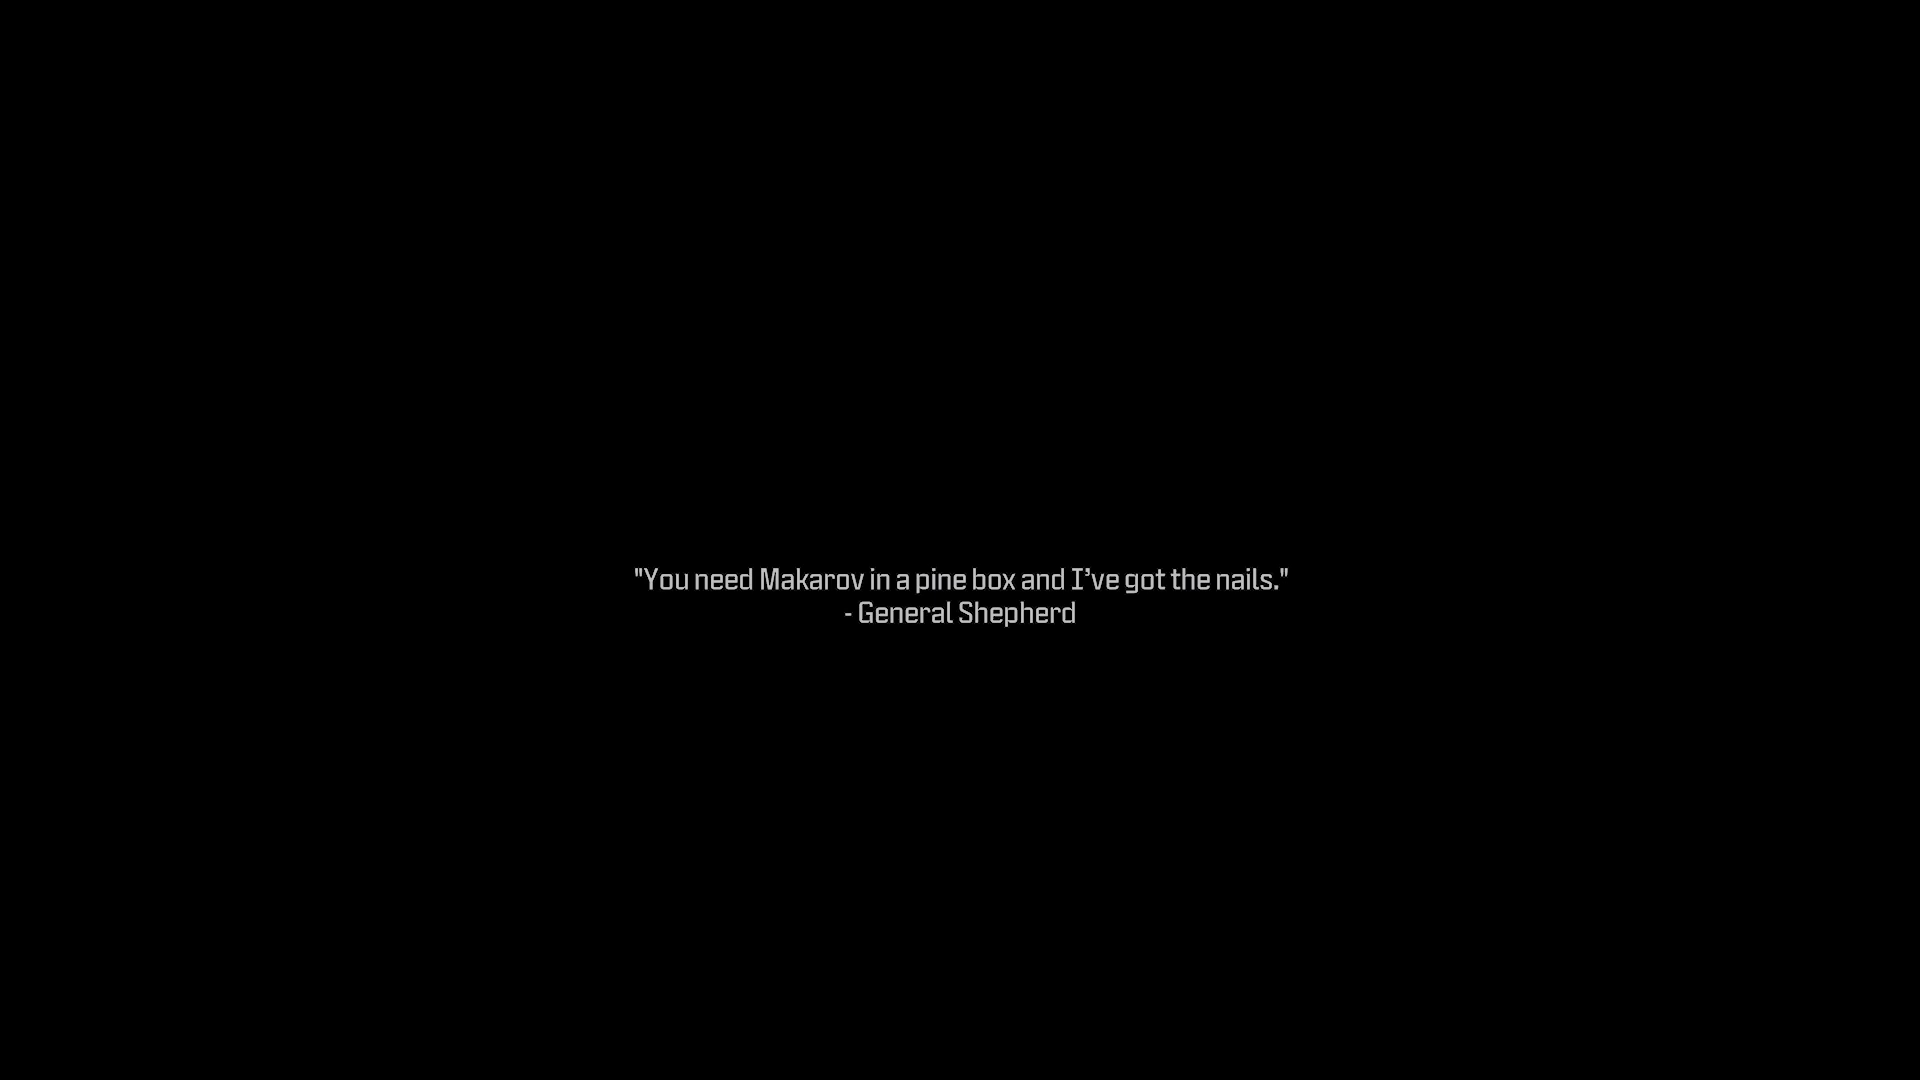 "You need Makarov in a pine box and I’ve got the nails."
- General Shepherd